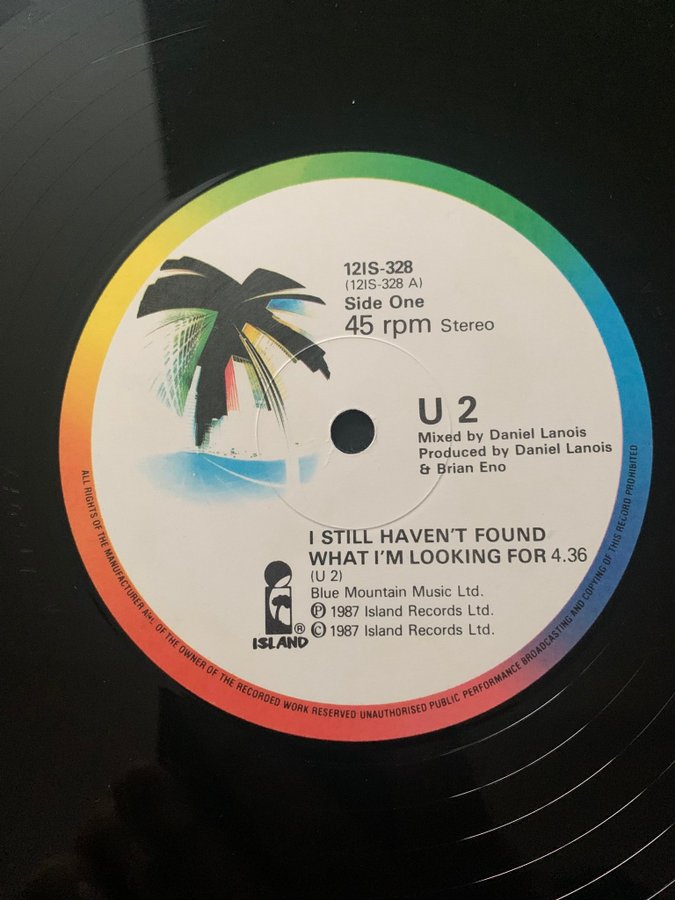 12IS-328
(12IS-328 A)
Side One
45 rpm Stereo
U 2
Mixed by Daniel Lanois
Produced by Daniel Lanois
& Brian Eno
I STILL HAVEN'T FOUND
WHAT I'M LOOKING FOR 4.36
(U 2)
Blue Mountain Music Ltd.
Ⓟ 1987 Island Records Ltd.
© 1987 Island Records Ltd.
®
ISLAND
ALL RIGHTS OF THE MANUFACTURER AND OF THE OWNER OF THE RECORDED WORK RESERVED UNAUTHORISED PUBLIC PERFORMANCE BROADCASTING AND COPYING OF THIS RECORD PROHIBITED